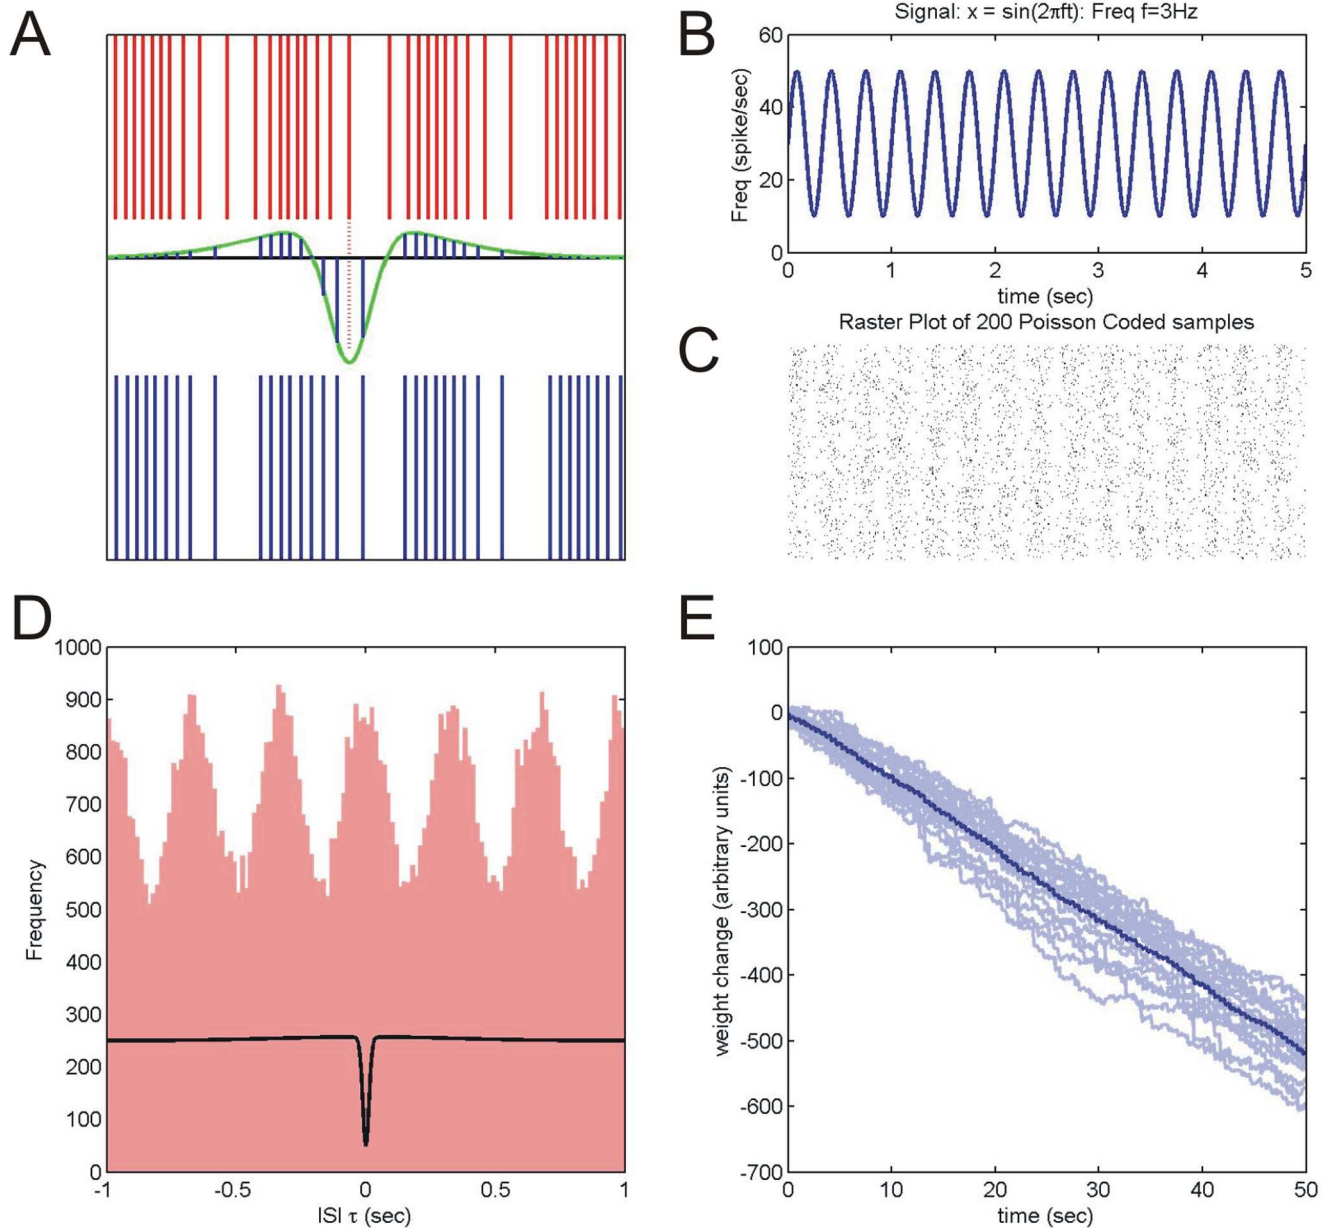 A
B
Signal: x = sin(2πft): Freq f=3Hz
60
40
20
0
Freq (spike/sec)
0 1 2 3 4 5
time (sec)
C
Raster Plot of 200 Poisson Coded samples
D
1000
900
800
700
600
500
400
300
200
100
0
Frequency
-1 -0.5 0 0.5 1
ISI τ (sec)
E
100
0
-100
-200
-300
-400
-500
-600
-700
weight change (arbitrary units)
0 10 20 30 40 50
time (sec)